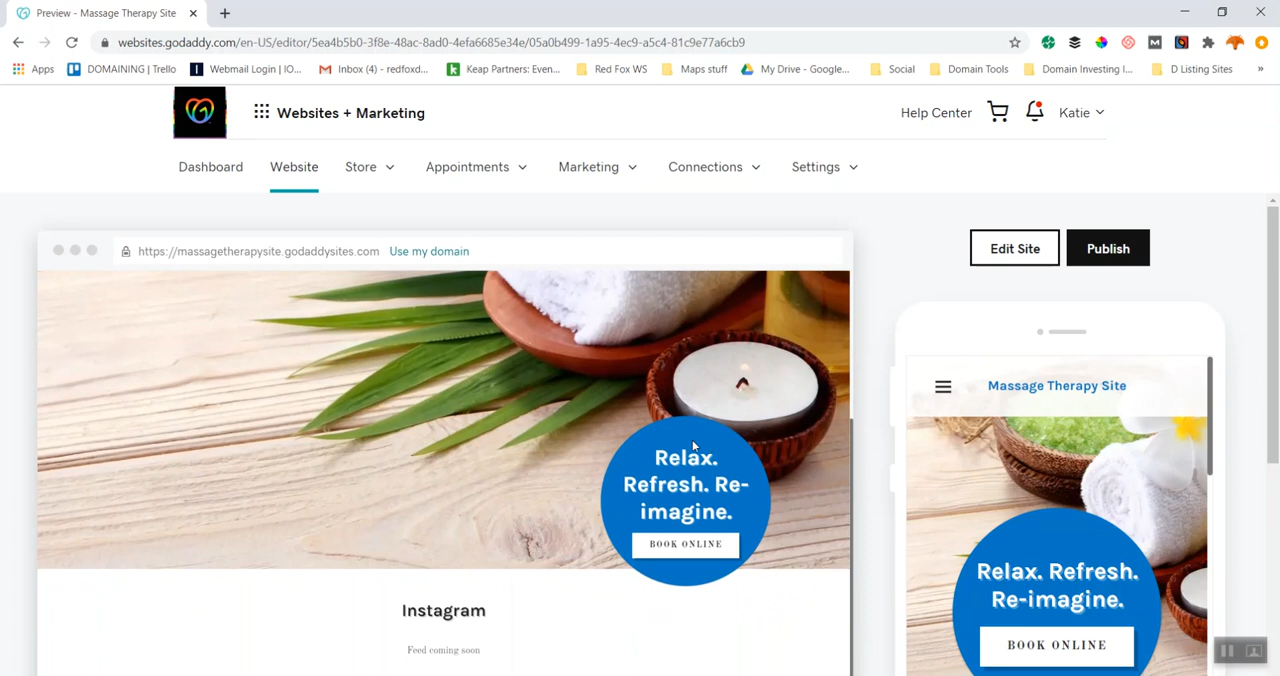 Preview - Massage Therapy Site
websites.godaddy.com/en-US/editor/5ea4b5b0-3f8e-48ac-8ad0-4efa6685e34e/05a0b499-1a95-4ec9-a5c4-81c9e77a6cb9
Apps DOMAINING | Trello Webmail Login | IO... Inbox (4) - redfoxd... Keap Partners: Even... Red Fox WS Maps stuff My Drive - Google... Social Domain Tools Domain Investing I... D Listing Sites »
Websites + Marketing
Help Center Katie
Dashboard Website Store Appointments Marketing Connections Settings
https://massagetherapysite.godaddysites.com Use my domain
Edit Site Publish
Relax.
Refresh. Re-
imagine.
BOOK ONLINE
Instagram
Feed coming soon
Massage Therapy Site
Relax. Refresh.
Re-imagine.
BOOK ONLINE